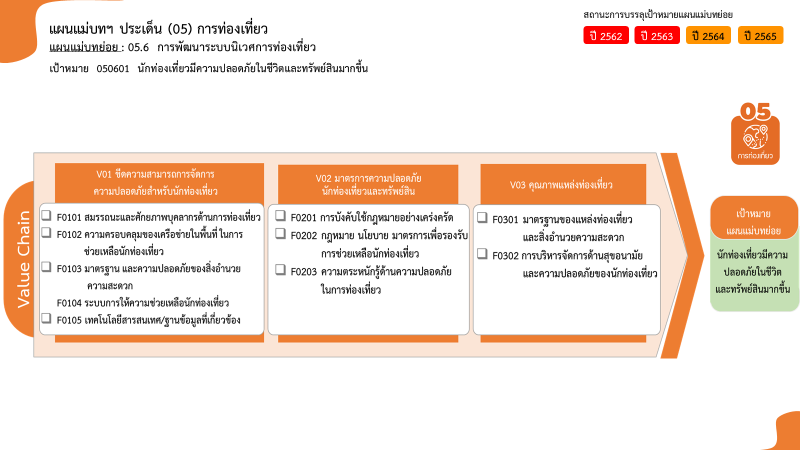 แผนแม่บทฯ ประเด็น (05) การท่องเที่ยว
แผนแม่บทย่อย : 05.6 การพัฒนาระบบนิเวศการท่องเที่ยว
เป้าหมาย 050601 นักท่องเที่ยวมีความปลอดภัยในชีวิตและทรัพย์สินมากขึ้น
สถานะการบรรลุเป้าหมายแผนแม่บทย่อย
ปี 2562 ปี 2563 ปี 2564 ปี 2565
05
การท่องเที่ยว
Value Chain
V01 ขีดความสามารถการจัดการ
ความปลอดภัยสำหรับนักท่องเที่ยว
F0101 สมรรถนะและศักยภาพบุคลากรด้านการท่องเที่ยว
F0102 ความครอบคลุมของเครือข่ายในพื้นที่ ในการ
ช่วยเหลือนักท่องเที่ยว
F0103 มาตรฐาน และความปลอดภัยของสิ่งอำนวย
ความสะดวก
F0104 ระบบการให้ความช่วยเหลือนักท่องเที่ยว
F0105 เทคโนโลยีสารสนเทศ/ฐานข้อมูลที่เกี่ยวข้อง
V02 มาตรการความปลอดภัย
นักท่องเที่ยวและทรัพย์สิน
F0201 การบังคับใช้กฎหมายอย่างเคร่งครัด
F0202 กฎหมาย นโยบาย มาตรการเพื่อรองรับ
การช่วยเหลือนักท่องเที่ยว
F0203 ความตระหนักรู้ด้านความปลอดภัย
ในการท่องเที่ยว
V03 คุณภาพแหล่งท่องเที่ยว
F0301 มาตรฐานของแหล่งท่องเที่ยว
และสิ่งอำนวยความสะดวก
F0302 การบริหารจัดการด้านสุขอนามัย
และความปลอดภัยของนักท่องเที่ยว
เป้าหมาย
แผนแม่บทย่อย
นักท่องเที่ยวมีความ
ปลอดภัยในชีวิต
และทรัพย์สินมากขึ้น